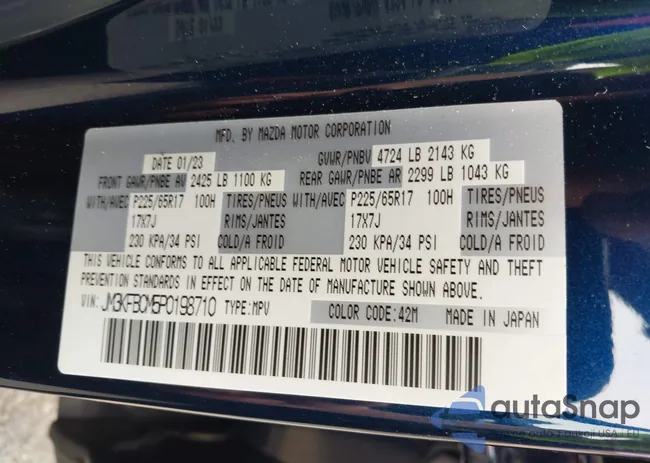 MFD. BY MAZDA MOTOR CORPORATION
DATE 01/23 GVWR/PNBV 4724 LB 2143 KG
FRONT GAWR/PNBE AV 2425 LB 1100 KG REAR GAWR/PNBE AR 2299 LB 1043 KG
WITH/AVEC P225/65R17 100H TIRES/PNEUS WITH/AVEC P225/65R17 100H TIRES/PNEUS
17X7J RIMS/JANTES 17X7J RIMS/JANTES
230 KPA/34 PSI COLD/A FROID 230 KPA/34 PSI COLD/A FROID
THIS VEHICLE CONFORMS TO ALL APPLICABLE FEDERAL MOTOR VEHICLE SAFETY AND THEFT
PREVENTION STANDARDS IN EFFECT ON THE DATE OF MANUFACTURE SHOWN ABOVE.
VIN: JM3KFBCM5P0198710 TYPE:MPV COLOR CODE:42M MADE IN JAPAN
autoSnap
USA i EU